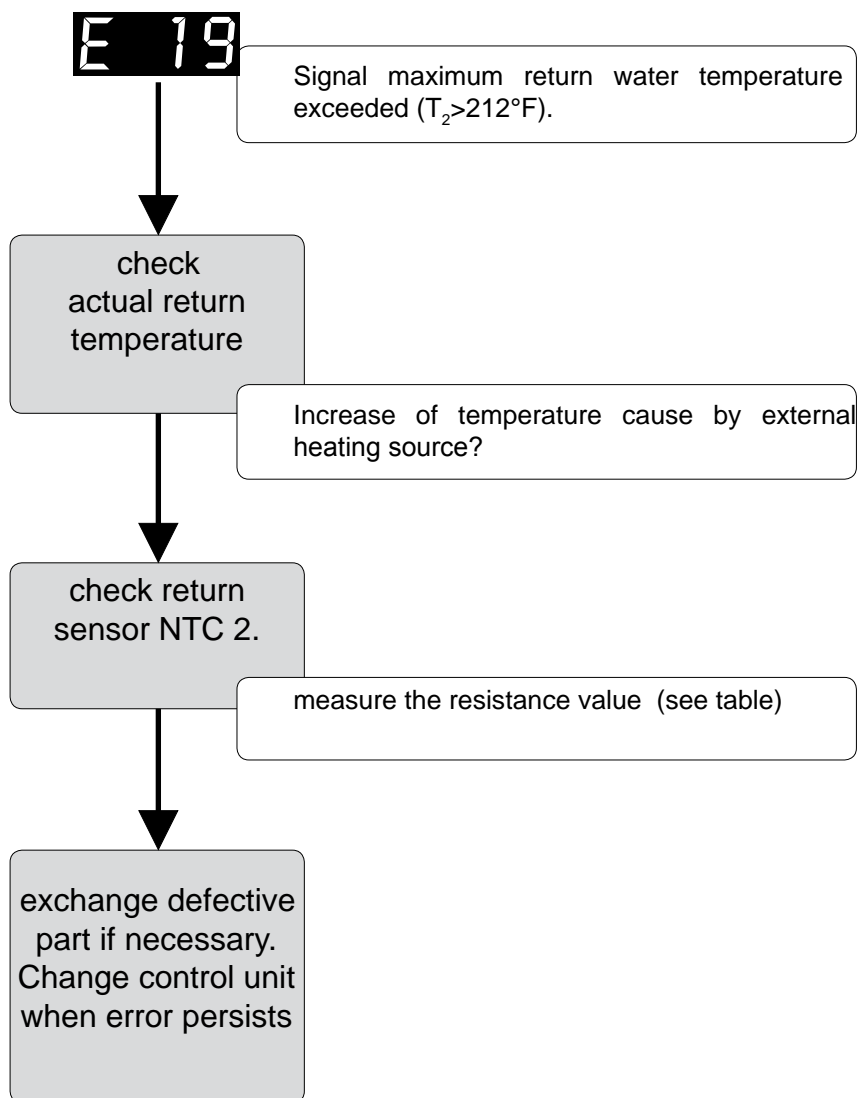 E 19
Signal maximum return water temperature
exceeded (T₂>212°F).
check
actual return
temperature
Increase of temperature cause by external
heating source?
check return
sensor NTC 2.
measure the resistance value (see table)
exchange defective
part if necessary.
Change control unit
when error persists